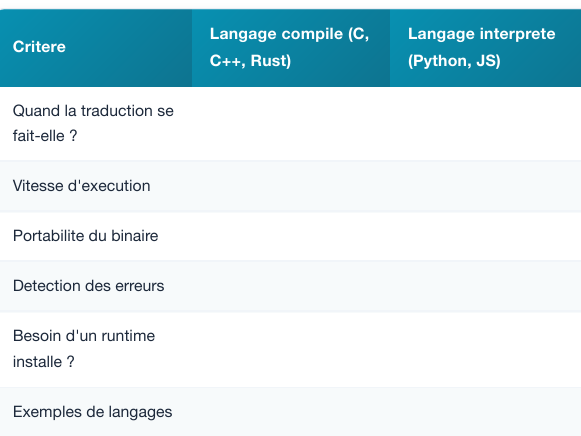 Critere
Langage compile (C,
C++, Rust)
Langage interprete
(Python, JS)
Quand la traduction se
fait-elle ?
Vitesse d'execution
Portabilite du binaire
Detection des erreurs
Besoin d'un runtime
installe ?
Exemples de langages